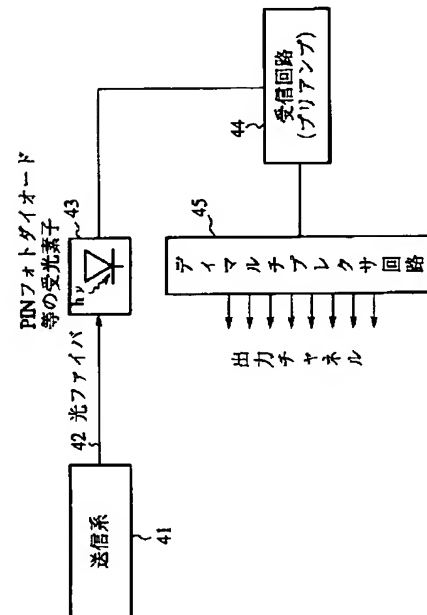 送信系
41
42 光ファイバ
PINフォトダイオード
等の受光素子
43
hν
受信回路
(プリアンプ)
44
45
ディマルチプレクサ回路
出力チャネル